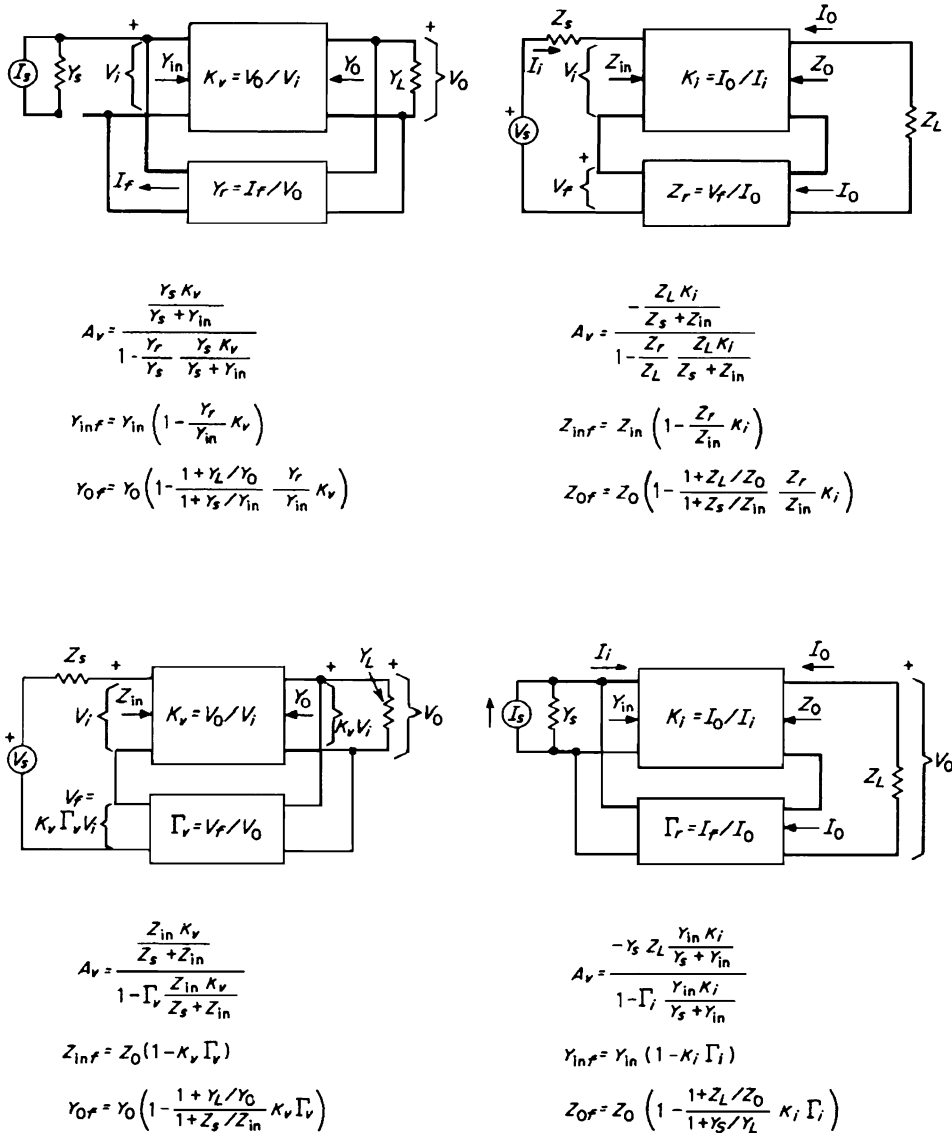 I_s Y_s V_i + Y_in K_v = V_0/V_i Y_0 Y_L + V_0
I_f Y_r = I_f/V_0
Z_s I_i V_i Z_in K_i = I_0/I_i Z_0 I_0 Z_L
+ V_s + V_f Z_r = V_f/I_0 I_0
A_v = (Y_s K_v / (Y_s + Y_in)) / (1 - (Y_r/Y_s) (Y_s K_v / (Y_s + Y_in)))
Y_inf = Y_in (1 - (Y_r/Y_in) K_v)
Y_0f = Y_0 (1 - ((1 + Y_L/Y_0) / (1 + Y_s/Y_in)) (Y_r/Y_in) K_v)
A_v = (- Z_L K_i / (Z_s + Z_in)) / (1 - (Z_r/Z_L) (Z_L K_i / (Z_s + Z_in)))
Z_inf = Z_in (1 - (Z_r/Z_in) K_i)
Z_0f = Z_0 (1 - ((1 + Z_L/Z_0) / (1 + Z_s/Z_in)) (Z_r/Z_in) K_i)
Z_s + V_i Z_in K_v = V_0/V_i Y_0 + K_v V_i Y_L + V_0
+ V_s V_f = K_v Γ_v V_i Γ_v = V_f/V_0
I_s Y_s I_i Y_in K_i = I_0/I_i Z_0 I_0 Z_L + V_0
Γ_r = I_f/I_0 I_0
A_v = (Z_in K_v / (Z_s + Z_in)) / (1 - Γ_v (Z_in K_v / (Z_s + Z_in)))
Z_inf = Z_0 (1 - K_v Γ_v)
Y_0f = Y_0 (1 - ((1 + Y_L/Y_0) / (1 + Z_s/Z_in)) K_v Γ_v)
A_v = (-Y_s Z_L (Y_in K_i / (Y_s + Y_in))) / (1 - Γ_i (Y_in K_i / (Y_s + Y_in)))
Y_inf = Y_in (1 - K_i Γ_i)
Z_0f = Z_0 (1 - ((1 + Z_L/Z_0) / (1 + Y_S/Y_L)) K_i Γ_i)